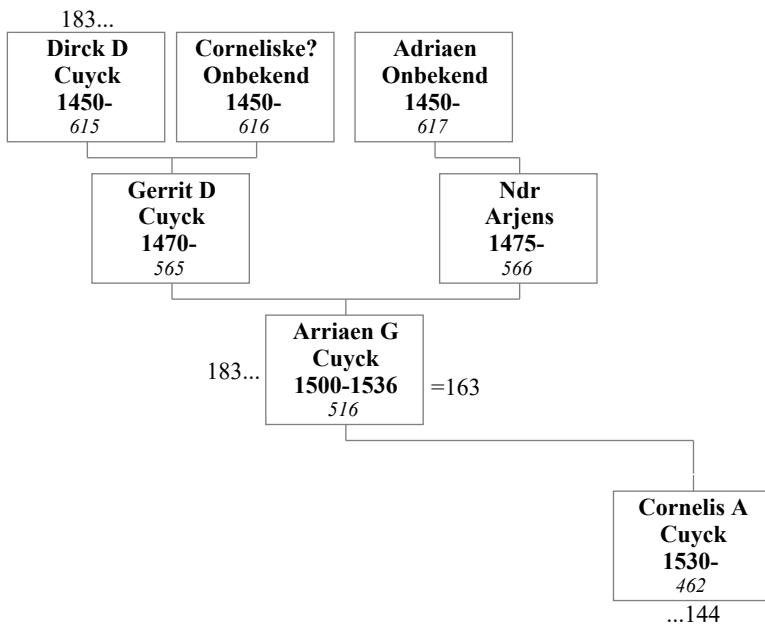 183...
Dirck D
Cuyck
1450-
615
Corneliske?
Onbekend
1450-
616
Adriaen
Onbekend
1450-
617
Gerrit D
Cuyck
1470-
565
Ndr
Arjens
1475-
566
183...
Arriaen G
Cuyck
1500-1536
516
=163
Cornelis A
Cuyck
1530-
462
...144